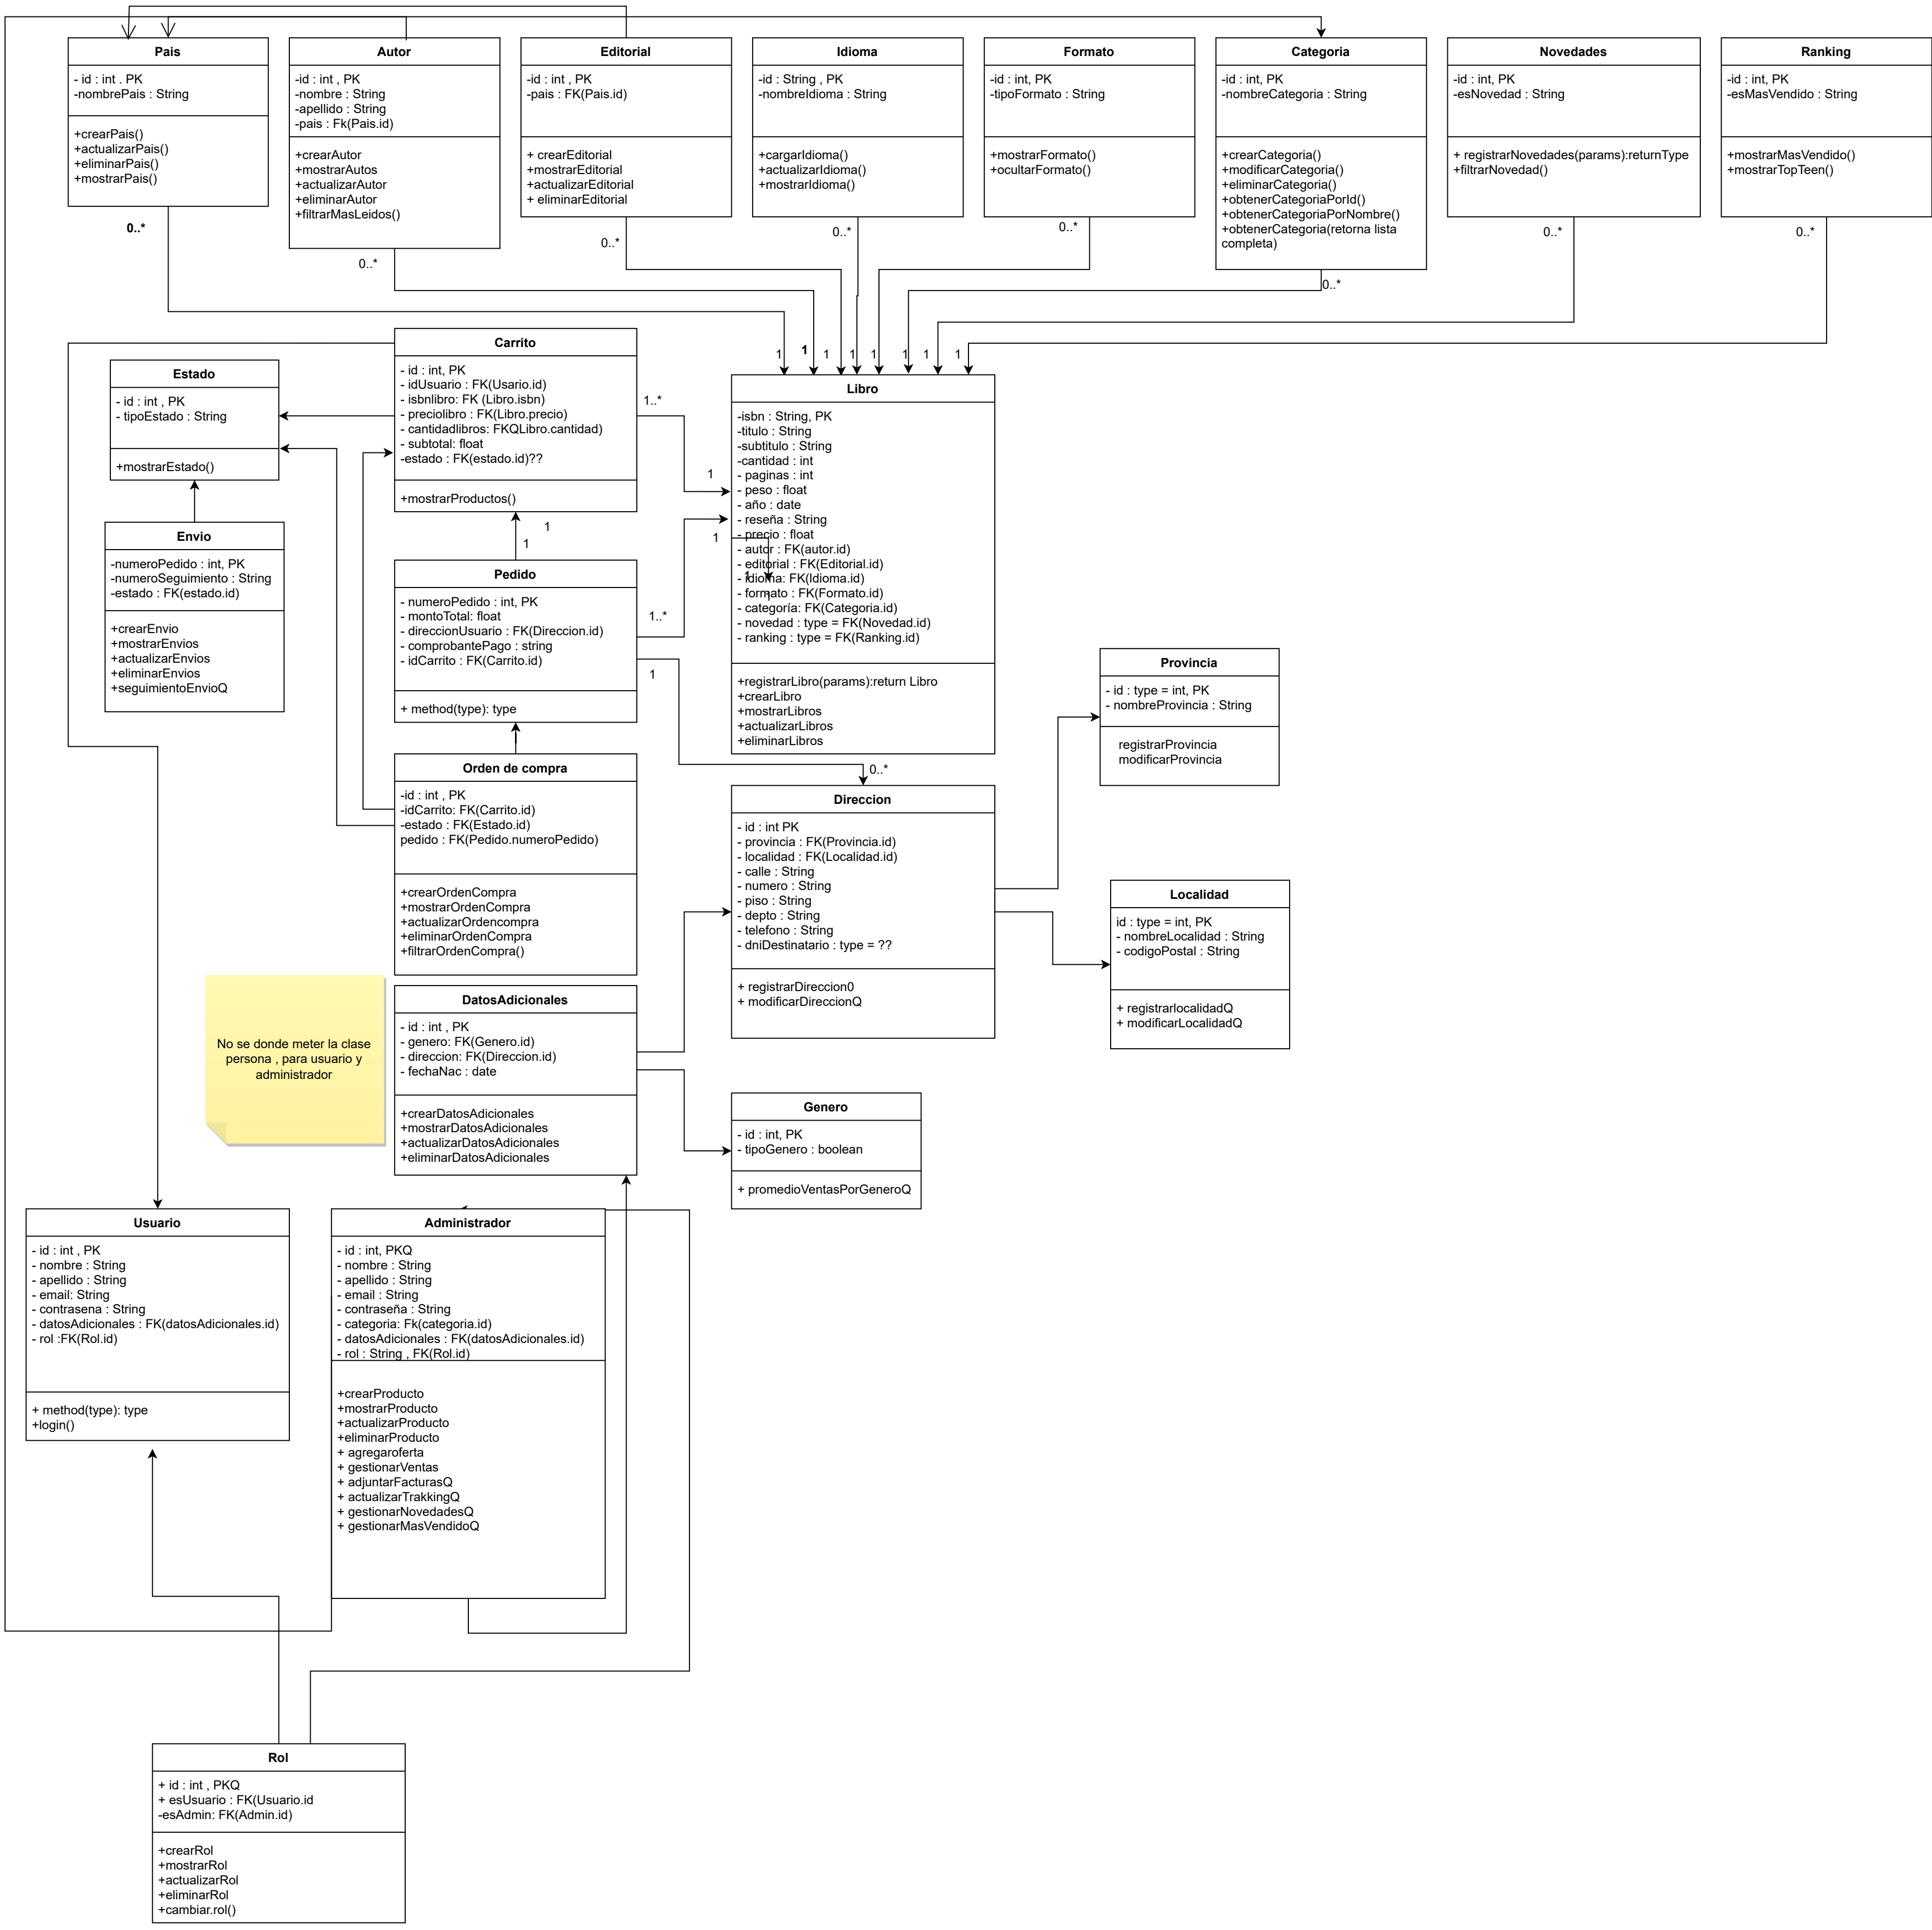 Pais
- id : int . PK
-nombrePais : String
+crearPais()
+actualizarPais()
+eliminarPais()
+mostrarPais()
0..*
Autor
-id : int , PK
-nombre : String
-apellido : String
-pais : Fk(Pais.id)
+crearAutor
+mostrarAutos
+actualizarAutor
+eliminarAutor
+filtrarMasLeidos()
0..*
Editorial
-id : int , PK
-pais : FK(Pais.id)
+ crearEditorial
+mostrarEditorial
+actualizarEditorial
+ eliminarEditorial
0..*
Idioma
-id : String , PK
-nombreIdioma : String
+cargarIdioma()
+actualizarIdioma()
+mostrarIdioma()
0..*
Formato
-id : int, PK
-tipoFormato : String
+mostrarFormato()
+ocultarFormato()
0..*
Categoria
-id : int, PK
-nombreCategoria : String
+crearCategoria()
+modificarCategoria()
+eliminarCategoria()
+obtenerCategoriaPorId()
+obtenerCategoriaPorNombre()
+obtenerCategoria(retorna lista
completa)
0..*
Novedades
-id : int, PK
-esNovedad : String
+ registrarNovedades(params):returnType
+filtrarNovedad()
0..*
Ranking
-id : int, PK
-esMasVendido : String
+mostrarMasVendido()
+mostrarTopTeen()
0..*
1
1
1
1
1
1
1
1
Estado
- id : int , PK
- tipoEstado : String
+mostrarEstado()
Carrito
- id : int, PK
- idUsuario : FK(Usario.id)
- isbnlibro: FK (Libro.isbn)
- preciolibro : FK(Libro.precio)
- cantidadlibros: FKQLibro.cantidad)
- subtotal: float
-estado : FK(estado.id)??
+mostrarProductos()
1..*
1
1
1
Libro
-isbn : String, PK
-titulo : String
-subtitulo : String
-cantidad : int
- paginas : int
- peso : float
- año : date
- reseña : String
- precio : float
- autor : FK(autor.id)
- editorial : FK(Editorial.id)
- idioma: FK(Idioma.id)
- formato : FK(Formato.id)
- categoría: FK(Categoria.id)
- novedad : type = FK(Novedad.id)
- ranking : type = FK(Ranking.id)
+registrarLibro(params):return Libro
+crearLibro
+mostrarLibros
+actualizarLibros
+eliminarLibros
1
1
Envio
-numeroPedido : int, PK
-numeroSeguimiento : String
-estado : FK(estado.id)
+crearEnvio
+mostrarEnvios
+actualizarEnvios
+eliminarEnvios
+seguimientoEnvioQ
Pedido
- numeroPedido : int, PK
- montoTotal: float
- direccionUsuario : FK(Direccion.id)
- comprobantePago : string
- idCarrito : FK(Carrito.id)
+ method(type): type
1..*
1
0..*
Provincia
- id : type = int, PK
- nombreProvincia : String
registrarProvincia
modificarProvincia
Orden de compra
-id : int , PK
-idCarrito: FK(Carrito.id)
-estado : FK(Estado.id)
pedido : FK(Pedido.numeroPedido)
+crearOrdenCompra
+mostrarOrdenCompra
+actualizarOrdencompra
+eliminarOrdenCompra
+filtrarOrdenCompra()
Direccion
- id : int PK
- provincia : FK(Provincia.id)
- localidad : FK(Localidad.id)
- calle : String
- numero : String
- piso : String
- depto : String
- telefono : String
- dniDestinatario : type = ??
+ registrarDireccion0
+ modificarDireccionQ
Localidad
id : type = int, PK
- nombreLocalidad : String
- codigoPostal : String
+ registrarlocalidadQ
+ modificarLocalidadQ
No se donde meter la clase
persona , para usuario y
administrador
DatosAdicionales
- id : int , PK
- genero: FK(Genero.id)
- direccion: FK(Direccion.id)
- fechaNac : date
+crearDatosAdicionales
+mostrarDatosAdicionales
+actualizarDatosAdicionales
+eliminarDatosAdicionales
Genero
- id : int, PK
- tipoGenero : boolean
+ promedioVentasPorGeneroQ
Usuario
- id : int , PK
- nombre : String
- apellido : String
- email: String
- contrasena : String
- datosAdicionales : FK(datosAdicionales.id)
- rol :FK(Rol.id)
+ method(type): type
+login()
Administrador
- id : int, PKQ
- nombre : String
- apellido : String
- email : String
- contraseña : String
- categoria: Fk(categoria.id)
- datosAdicionales : FK(datosAdicionales.id)
- rol : String , FK(Rol.id)
+crearProducto
+mostrarProducto
+actualizarProducto
+eliminarProducto
+ agregaroferta
+ gestionarVentas
+ adjuntarFacturasQ
+ actualizarTrakkingQ
+ gestionarNovedadesQ
+ gestionarMasVendidoQ
Rol
+ id : int , PKQ
+ esUsuario : FK(Usuario.id
-esAdmin: FK(Admin.id)
+crearRol
+mostrarRol
+actualizarRol
+eliminarRol
+cambiar.rol()